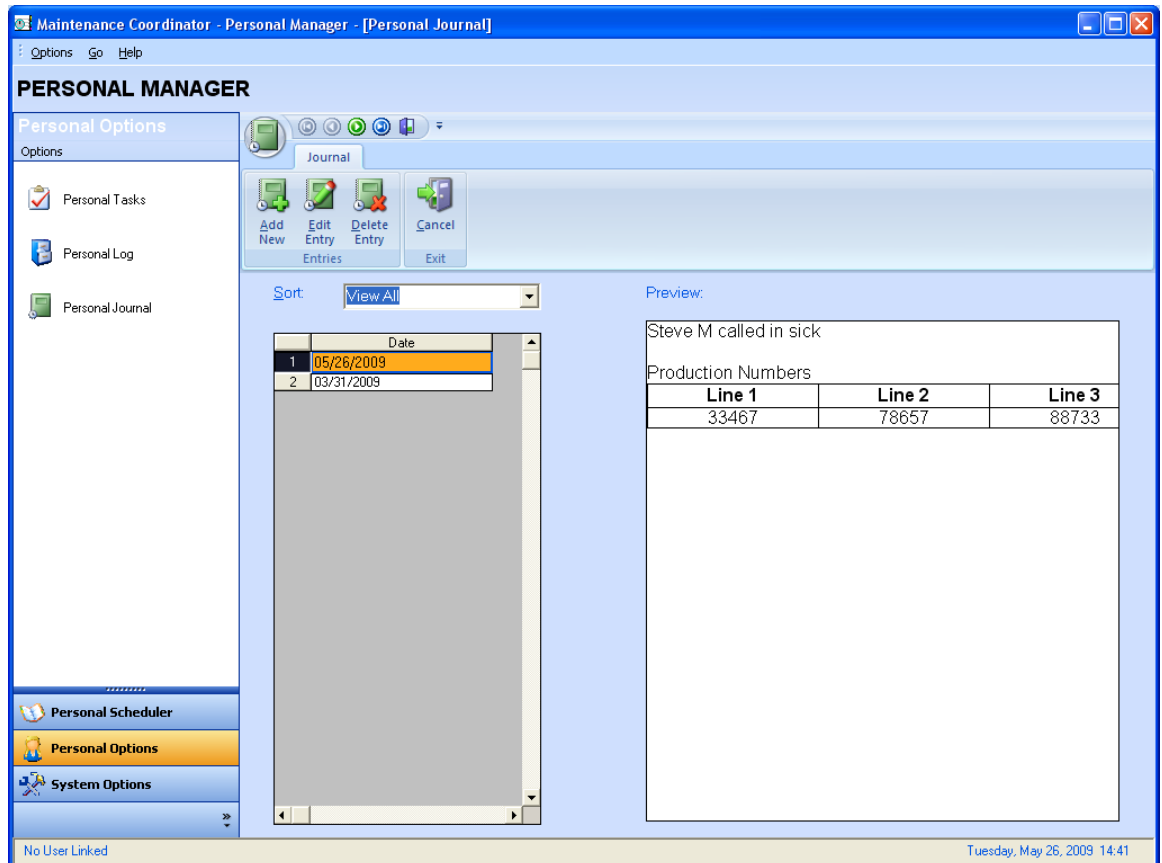 Maintenance Coordinator - Personal Manager - [Personal Journal]
Options Go Help
PERSONAL MANAGER
Personal Options
Options
Personal Tasks
Personal Log
Personal Journal
Journal
Add New
Edit Entry
Delete Entry
Cancel
Entries
Exit
Sort:
View All
Date
1 05/26/2009
2 03/31/2009
Preview:
Steve M called in sick
Production Numbers
Line 1 Line 2 Line 3
33467 78657 88733
Personal Scheduler
Personal Options
System Options
No User Linked
Tuesday, May 26, 2009 14:41